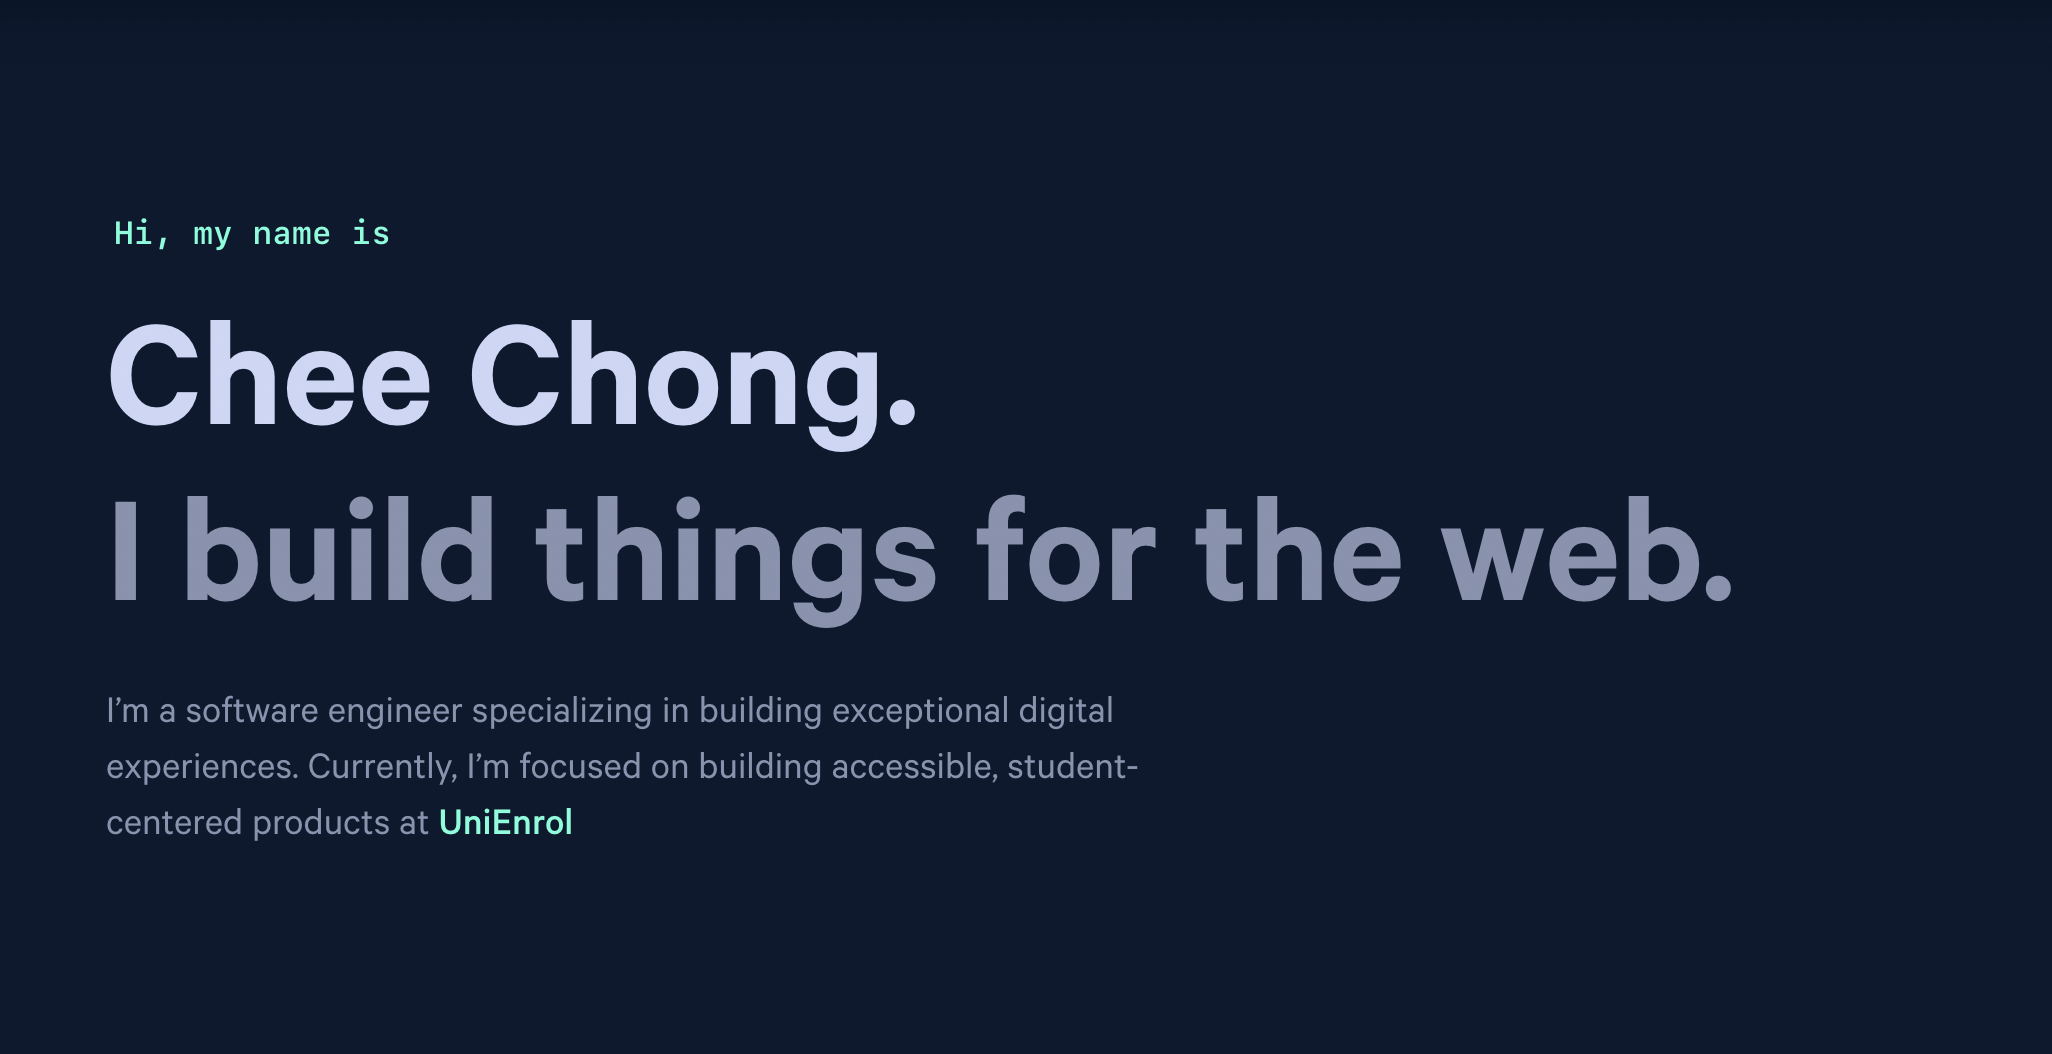 Hi, my name is
Chee Chong.
I build things for the web.
I’m a software engineer specializing in building exceptional digital
experiences. Currently, I’m focused on building accessible, student-
centered products at UniEnrol